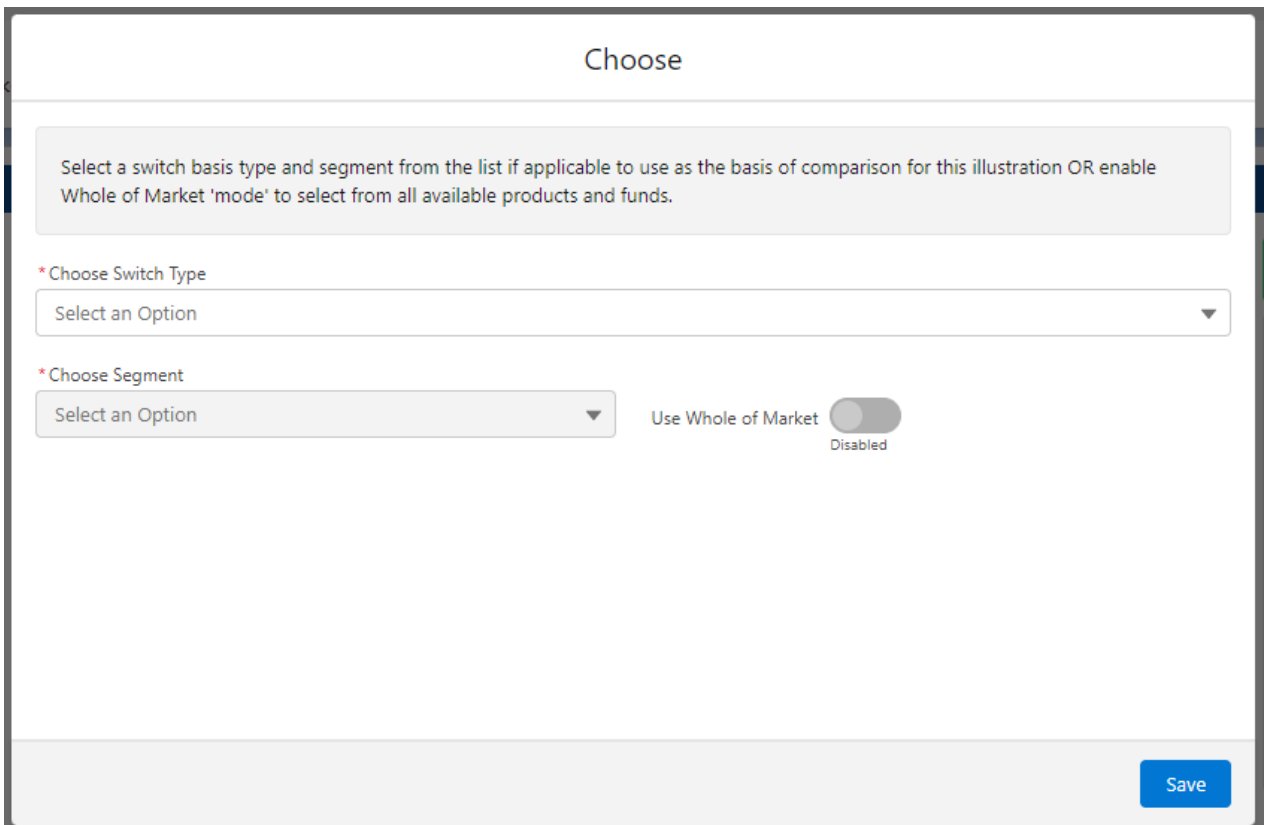 Choose
Select a switch basis type and segment from the list if applicable to use as the basis of comparison for this illustration OR enable
Whole of Market 'mode' to select from all available products and funds.
*Choose Switch Type
Select an Option
*Choose Segment
Select an Option
Use Whole of Market
Disabled
Save